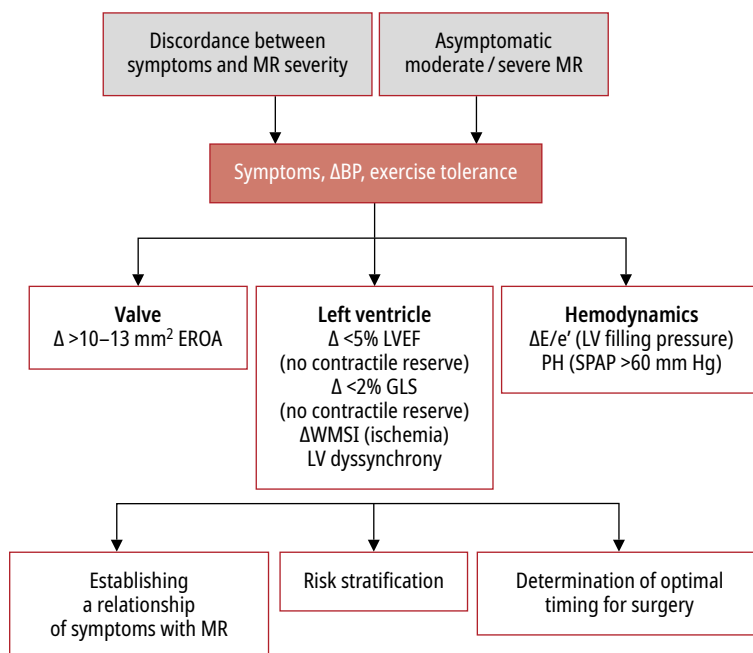 Discordance between
symptoms and MR severity
Asymptomatic
moderate / severe MR
Symptoms, ΔBP, exercise tolerance
Valve
Δ >10–13 mm² EROA
Left ventricle
Δ <5% LVEF
(no contractile reserve)
Δ <2% GLS
(no contractile reserve)
ΔWMSI (ischemia)
LV dyssynchrony
Hemodynamics
ΔE/e’ (LV filling pressure)
PH (SPAP >60 mm Hg)
Establishing
a relationship
of symptoms with MR
Risk stratification
Determination of optimal
timing for surgery